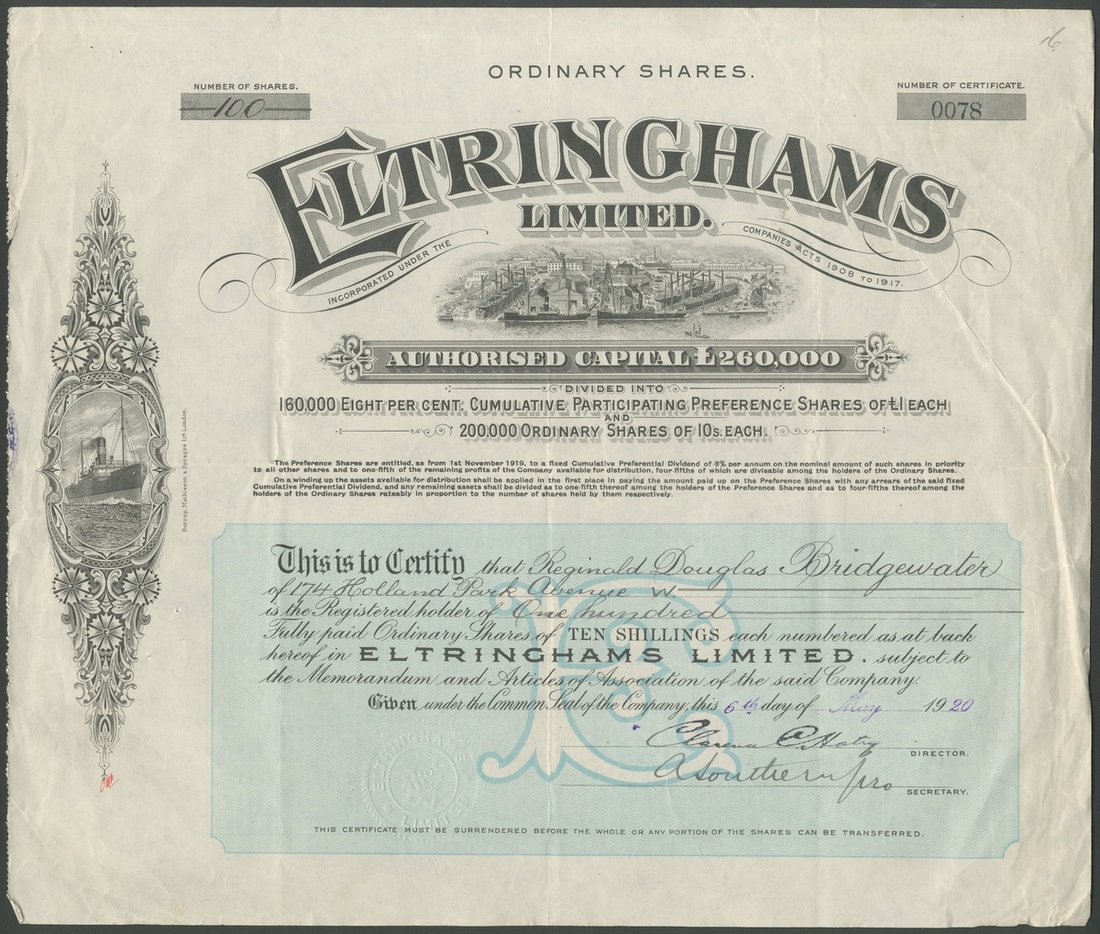 ORDINARY SHARES.
NUMBER OF SHARES.
100
NUMBER OF CERTIFICATE.
0078
ELTRINGHAMS
LIMITED.
INCORPORATED UNDER THE COMPANIES ACTS 1908 TO 1917.
AUTHORISED CAPITAL £260,000
DIVIDED INTO
160,000 EIGHT PER CENT. CUMULATIVE PARTICIPATING PREFERENCE SHARES OF £1 EACH
AND
200,000 ORDINARY SHARES OF 10s. EACH.
The Preference Shares are entitled, as from 1st November 1919, to a fixed Cumulative Preferential Dividend of 8% per annum on the nominal amount of such shares in priority
to all other shares and to one-fifth of the remaining profits of the Company available for distribution, four fifths of which are divisable among the holders of the Ordinary Shares.
On a winding up the assets available for distribution shall be applied in the first place in paying the amount paid up on the Preference Shares with any arrears of the said fixed
Cumulative Preferential Dividend, and any remaining assets shall be divided as to one-fifth thereof among the holders of the Preference Shares and as to four-fifths thereof among the
holders of the Ordinary Shares rateably in proportion to the number of shares held by them respectively.
Burrup, Mathieson & Sprague Ltd London.
This is to Certify that Reginald Douglas Bridgewater
of 174 Holland Park Avenue W.
is the Registered holder of One hundred
Fully paid Ordinary Shares of TEN SHILLINGS each numbered as at back
hereof in ELTRINGHAMS LIMITED. subject to
the Memorandum and Articles of Association of the said Company.
Given under the Common Seal of the Company, this 6th day of May 1920
Clarence C Hatry
DIRECTOR.
A Southern pro
SECRETARY.
ELTRINGHAMS
LIMITED
THIS CERTIFICATE MUST BE SURRENDERED BEFORE THE WHOLE OR ANY PORTION OF THE SHARES CAN BE TRANSFERRED.